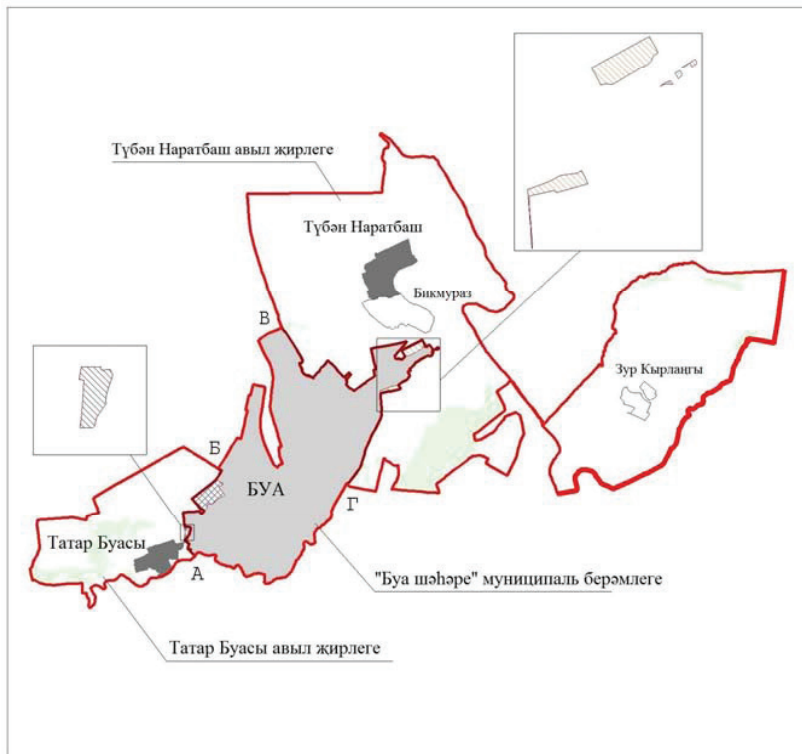 Түбән Наратбаш авыл җирлеге
Түбән Наратбаш
Бикмураз
В
Зур Кырлаңгы
Б
БУА
Г
Татар Буасы
А
"Буа шәһәре" муниципаль берәмлеге
Татар Буасы авыл җирлеге